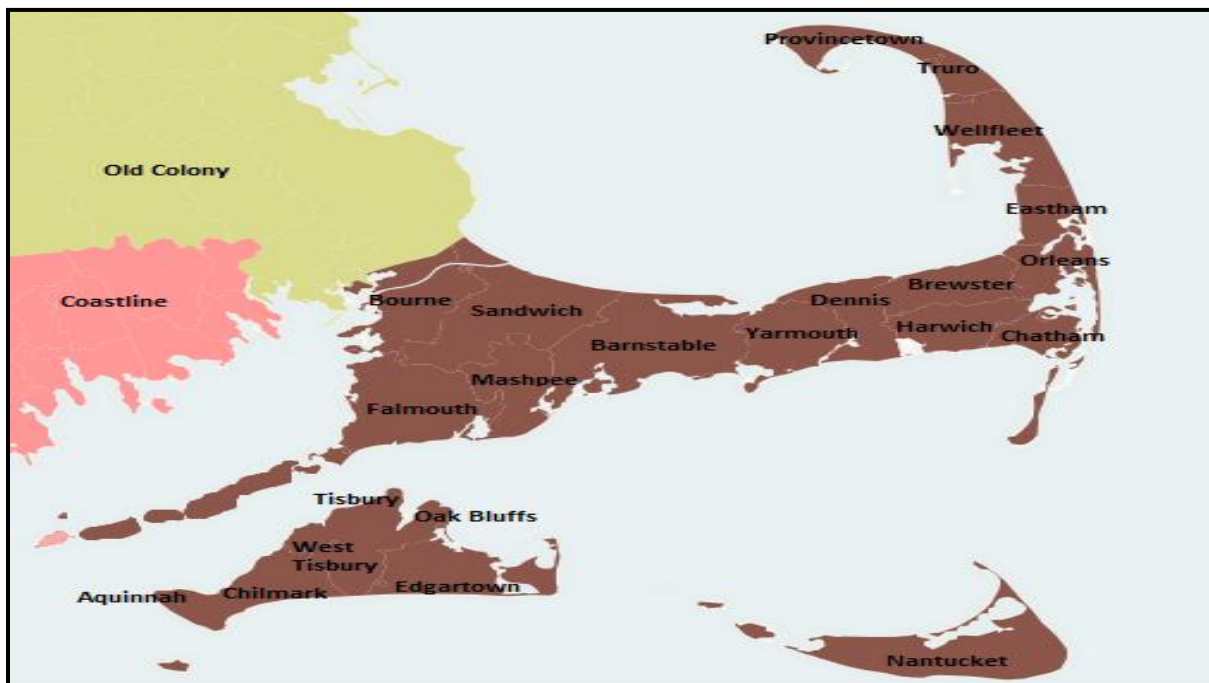 Provincetown
Truro
Wellfleet
Old Colony
Eastham
Orleans
Brewster
Coastline
Bourne
Sandwich
Dennis
Yarmouth
Harwich
Chatham
Barnstable
Mashpee
Falmouth
Tisbury
Oak Bluffs
West
Tisbury
Edgartown
Chilmark
Aquinnah
Nantucket